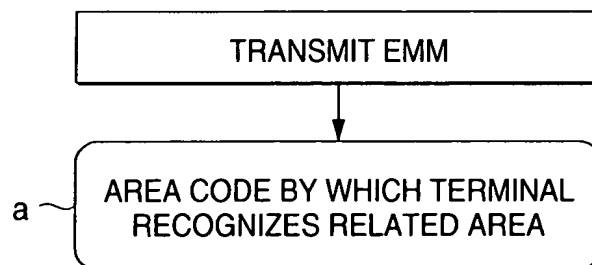 TRANSMIT EMM
AREA CODE BY WHICH TERMINAL
RECOGNIZES RELATED AREA
a